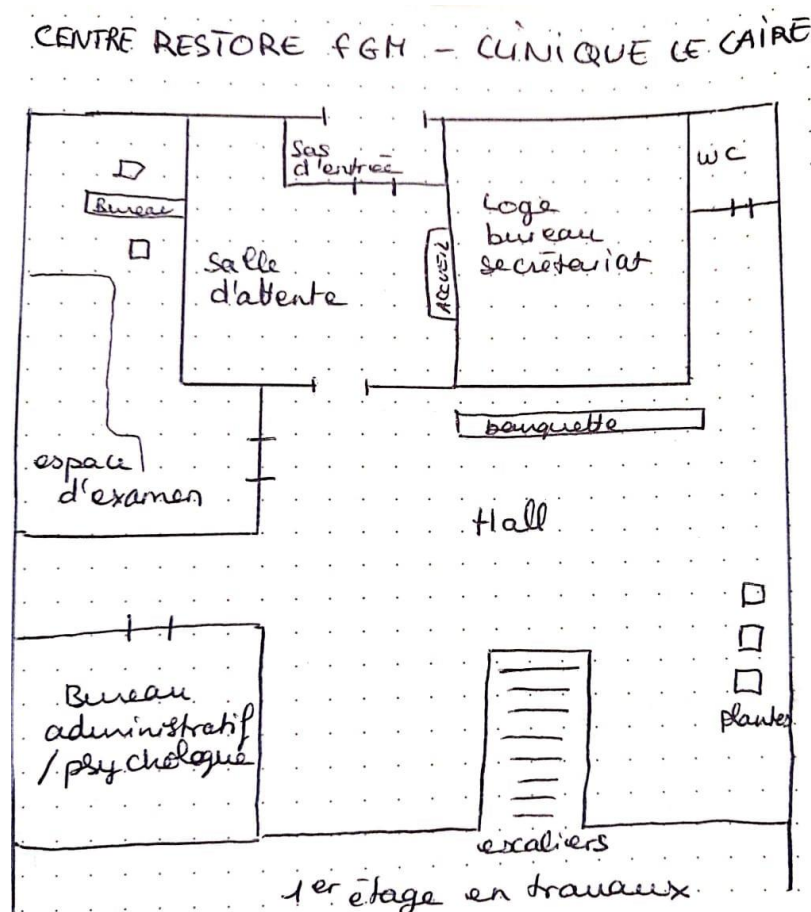 CENTRE RESTORE FGM - CLINIQUE LE CAIRE
Sas
d'entrée
WC
Bureau
Loge
bureau
secrétariat
ACCUEIL
salle
d'attente
banquette
espace
d'examen
Hall
Bureau
administratif
/psychologue
plantes
escaliers
1er étage en travaux